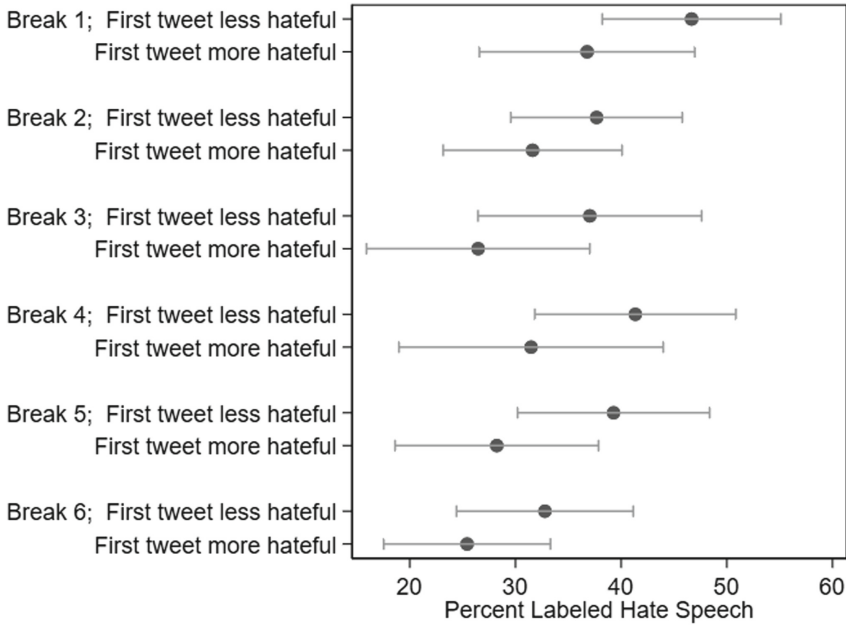 Break 1;  First tweet less hateful
First tweet more hateful
Break 2;  First tweet less hateful
First tweet more hateful
Break 3;  First tweet less hateful
First tweet more hateful
Break 4;  First tweet less hateful
First tweet more hateful
Break 5;  First tweet less hateful
First tweet more hateful
Break 6;  First tweet less hateful
First tweet more hateful
20 30 40 50 60
Percent Labeled Hate Speech